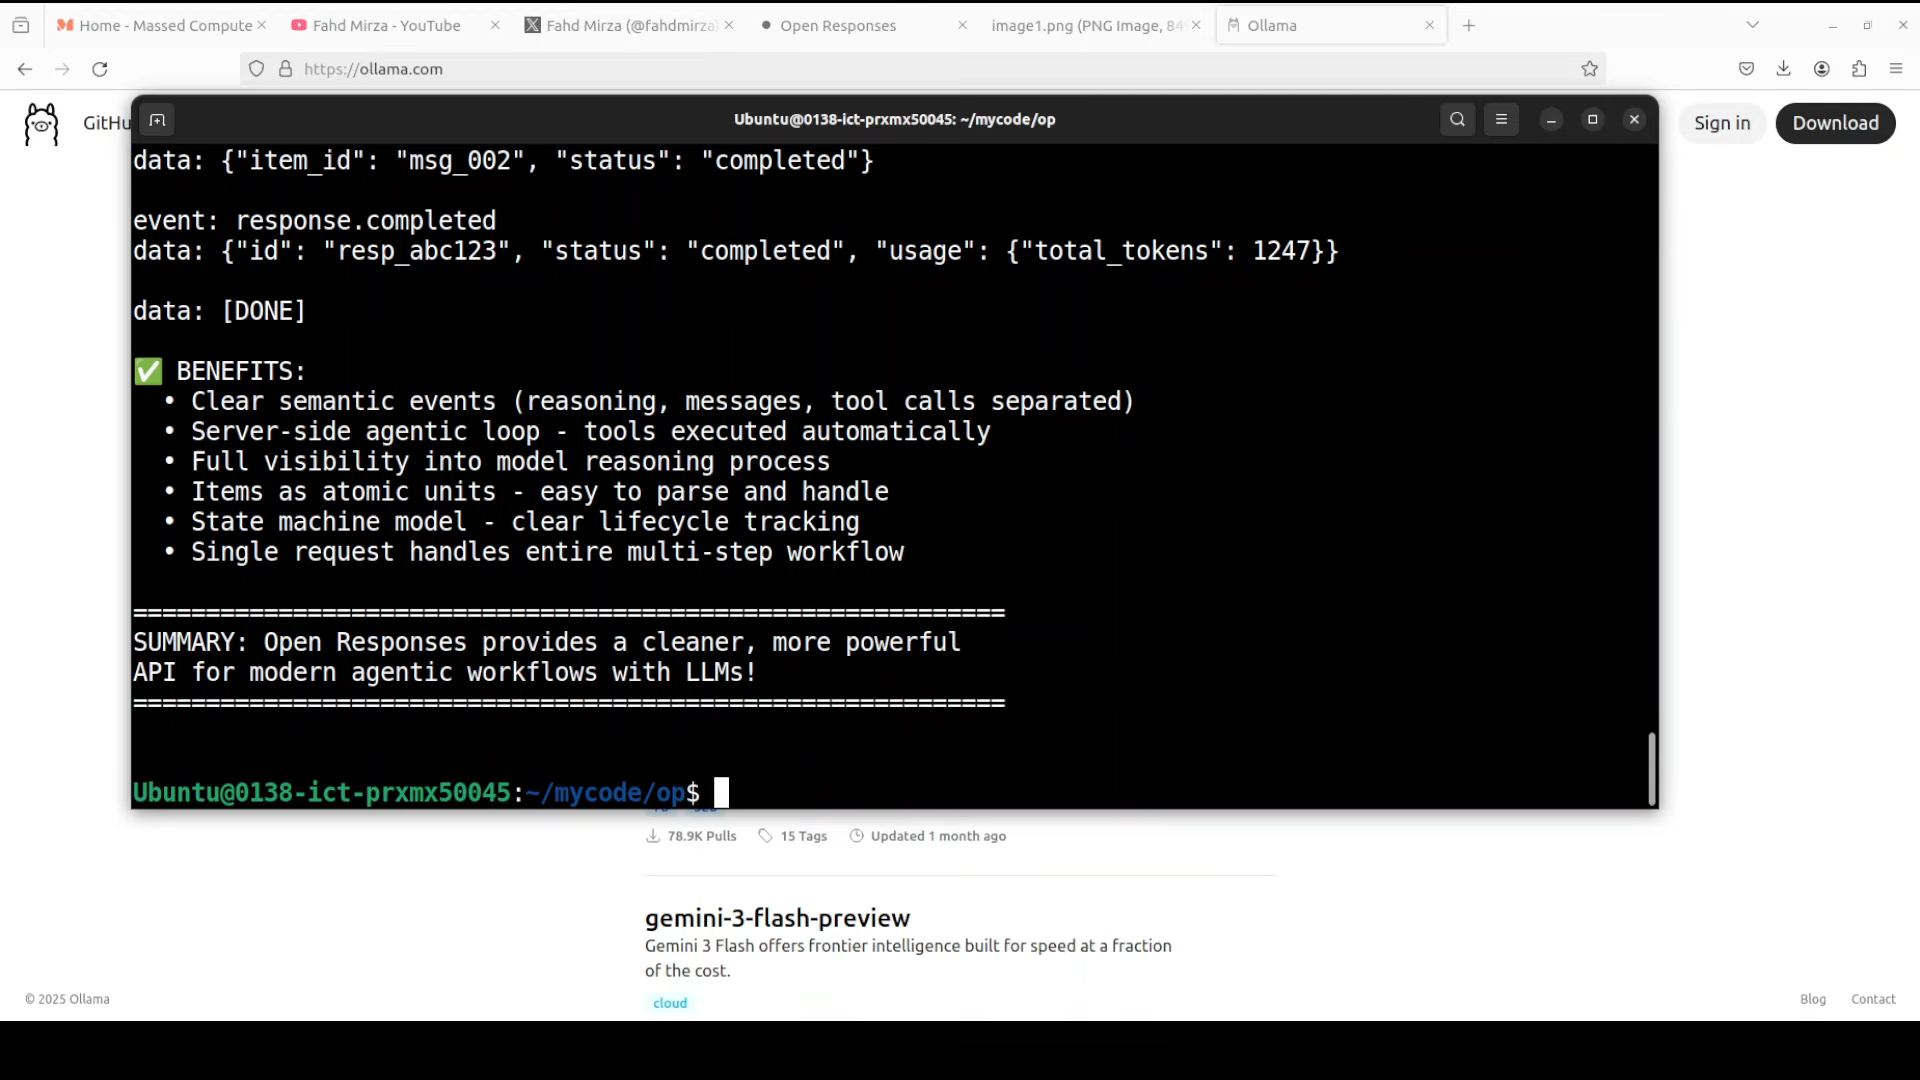 Home - Massed Compute
Fahd Mirza - YouTube
Fahd Mirza (@fahdmirza)
Open Responses
image1.png (PNG Image, 84
Ollama
https://ollama.com
GitHu
Ubuntu@0138-ict-prxmx50045: ~/mycode/op
Sign in
Download
data: {"item_id": "msg_002", "status": "completed"}
event: response.completed
data: {"id": "resp_abc123", "status": "completed", "usage": {"total_tokens": 1247}}
data: [DONE]
✅ BENEFITS:
• Clear semantic events (reasoning, messages, tool calls separated)
• Server-side agentic loop - tools executed automatically
• Full visibility into model reasoning process
• Items as atomic units - easy to parse and handle
• State machine model - clear lifecycle tracking
• Single request handles entire multi-step workflow
============================================================
SUMMARY: Open Responses provides a cleaner, more powerful
API for modern agentic workflows with LLMs!
============================================================
Ubuntu@0138-ict-prxmx50045:~/mycode/op$
78.9K Pulls
15 Tags
Updated 1 month ago
gemini-3-flash-preview
Gemini 3 Flash offers frontier intelligence built for speed at a fraction
of the cost.
cloud
© 2025 Ollama
Blog
Contact